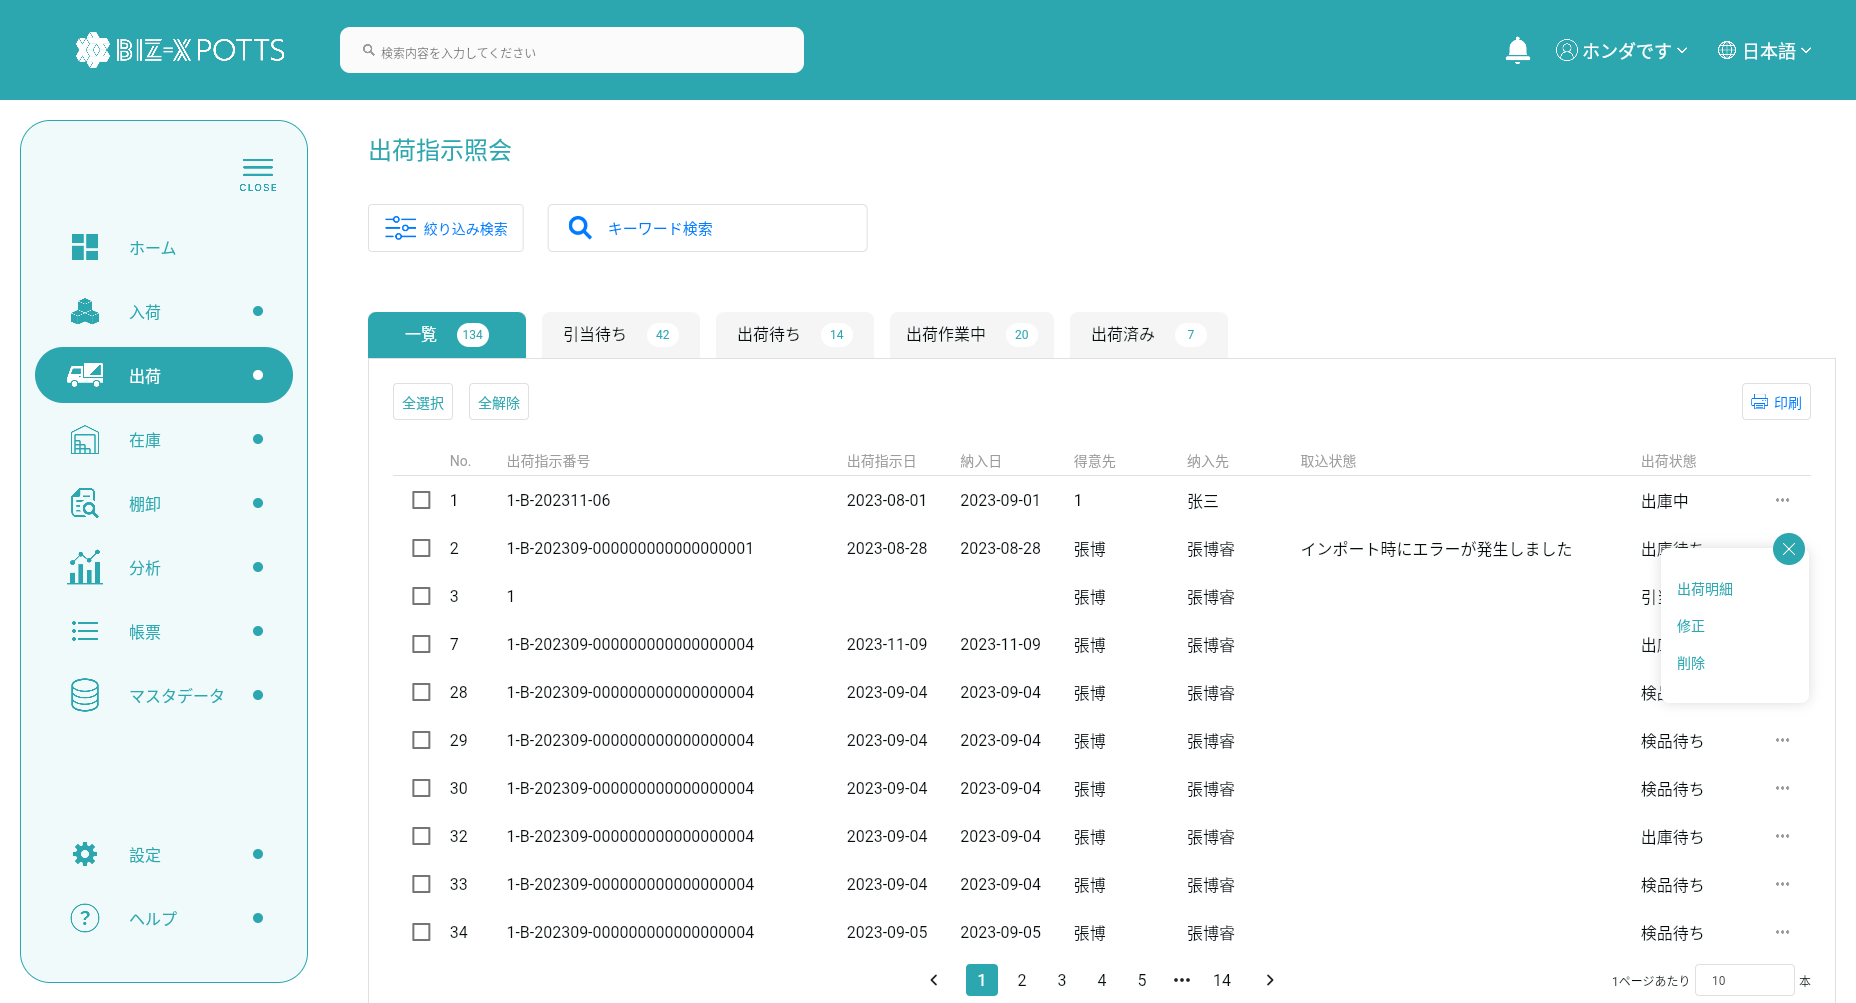 BIZ-X POTTS
検索内容を入力してください
ホンダです
日本語
CLOSE
ホーム
入荷
出荷
在庫
棚卸
分析
帳票
マスタデータ
設定
ヘルプ
出荷指示照会
絞り込み検索
キーワード検索
一覧 134
引当待ち 42
出荷待ち 14
出荷作業中 20
出荷済み 7
全選択
全解除
印刷
No. 出荷指示番号 出荷指示日 納入日 得意先 納入先 取込状態 出荷状態
1 1-B-202311-06 2023-08-01 2023-09-01 1 张三 出庫中 ···
2 1-B-202309-000000000000000001 2023-08-28 2023-08-28 張博 張博睿 インポート時にエラーが発生しました 出庫待ち
3 1 張博 張博睿 引
7 1-B-202309-000000000000000004 2023-11-09 2023-11-09 張博 張博睿 出
28 1-B-202309-000000000000000004 2023-09-04 2023-09-04 張博 張博睿 検
29 1-B-202309-000000000000000004 2023-09-04 2023-09-04 張博 張博睿 検品待ち ···
30 1-B-202309-000000000000000004 2023-09-04 2023-09-04 張博 張博睿 検品待ち ···
32 1-B-202309-000000000000000004 2023-09-04 2023-09-04 張博 張博睿 出庫待ち ···
33 1-B-202309-000000000000000004 2023-09-04 2023-09-04 張博 張博睿 検品待ち ···
34 1-B-202309-000000000000000004 2023-09-05 2023-09-05 張博 張博睿 検品待ち ···
出荷明細
修正
削除
1 2 3 4 5 ••• 14
1ページあたり 10 本